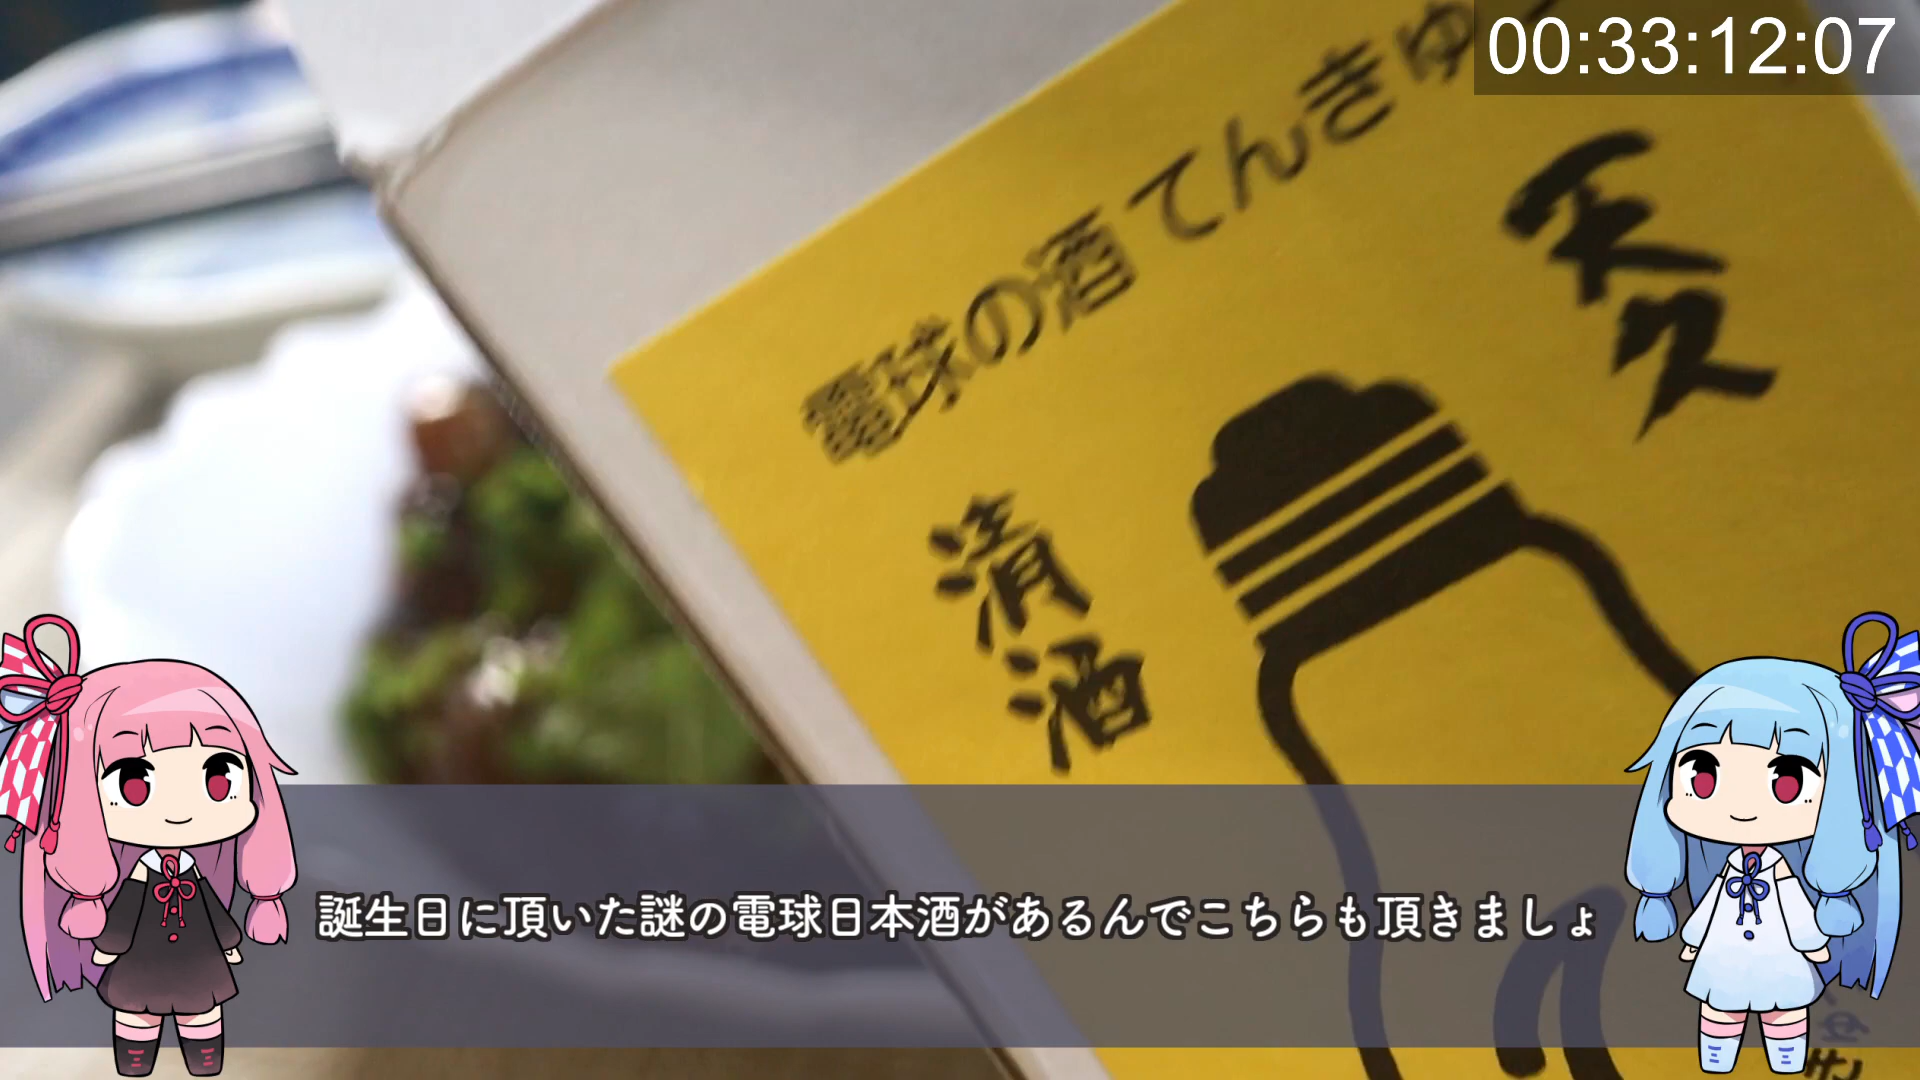 00:33:12:07
電球の酒 てんきゅー
天久
清酒
誕生日に頂いた謎の電球日本酒があるんでこちらも頂きましょ